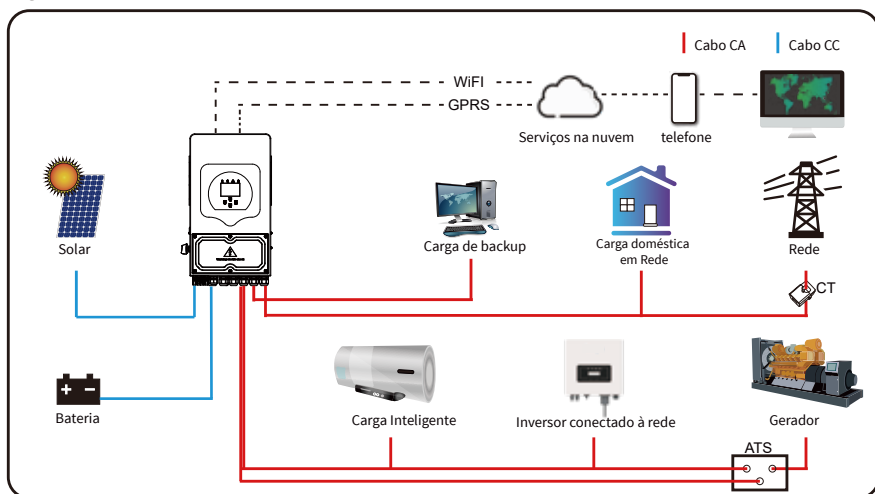 Cabo CA
Cabo CC
WiFI
GPRS
Serviços na nuvem
telefone
Solar
Carga de backup
Carga doméstica
em Rede
Rede
CT
Bateria
Carga Inteligente
Inversor conectado à rede
Gerador
ATS